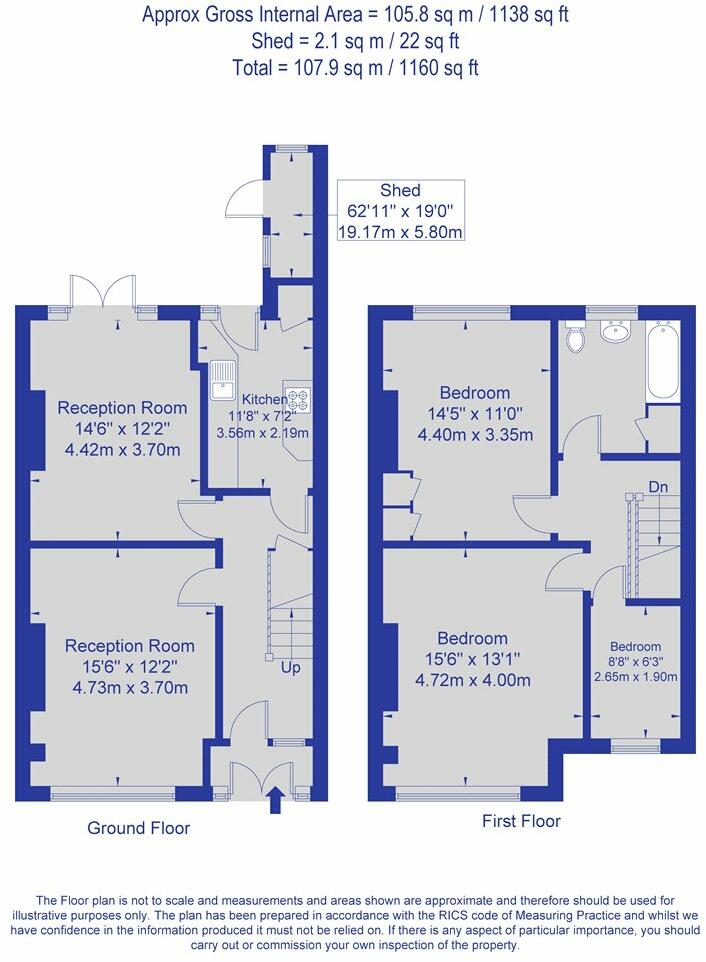 Approx Gross Internal Area = 105.8 sq m / 1138 sq ft
Shed = 2.1 sq m / 22 sq ft
Total = 107.9 sq m / 1160 sq ft
Shed
62'11" x 19'0"
19.17m x 5.80m
Reception Room
14'6" x 12'2"
4.42m x 3.70m
Kitchen
11'8" x 7'2"
3.56m x 2.19m
Reception Room
15'6" x 12'2"
4.73m x 3.70m
Up
Ground Floor
Bedroom
14'5" x 11'0"
4.40m x 3.35m
Dn
Bedroom
15'6" x 13'1"
4.72m x 4.00m
Bedroom
8'8" x 6'3"
2.65m x 1.90m
First Floor
The Floor plan is not to scale and measurements and areas shown are approximate and therefore should be used for
illustrative purposes only. The plan has been prepared in accordance with the RICS code of Measuring Practice and whilst we
have confidence in the information produced it must not be relied on. If there is any aspect of particular importance, you should
carry out or commission your own inspection of the property.